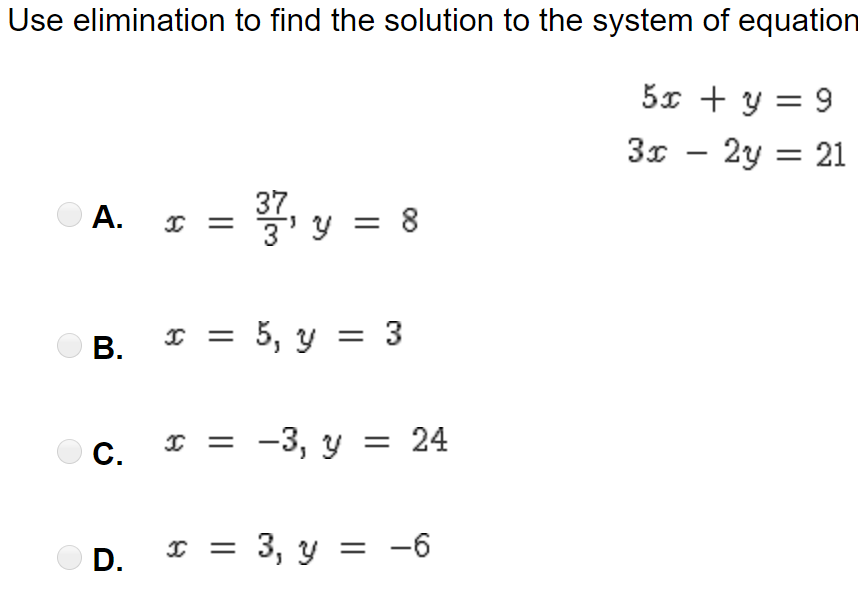 Use elimination to find the solution to the system of equation
5x + y = 9
3x − 2y = 21
A. x = 37/3, y = 8
B. x = 5, y = 3
C. x = −3, y = 24
D. x = 3, y = −6